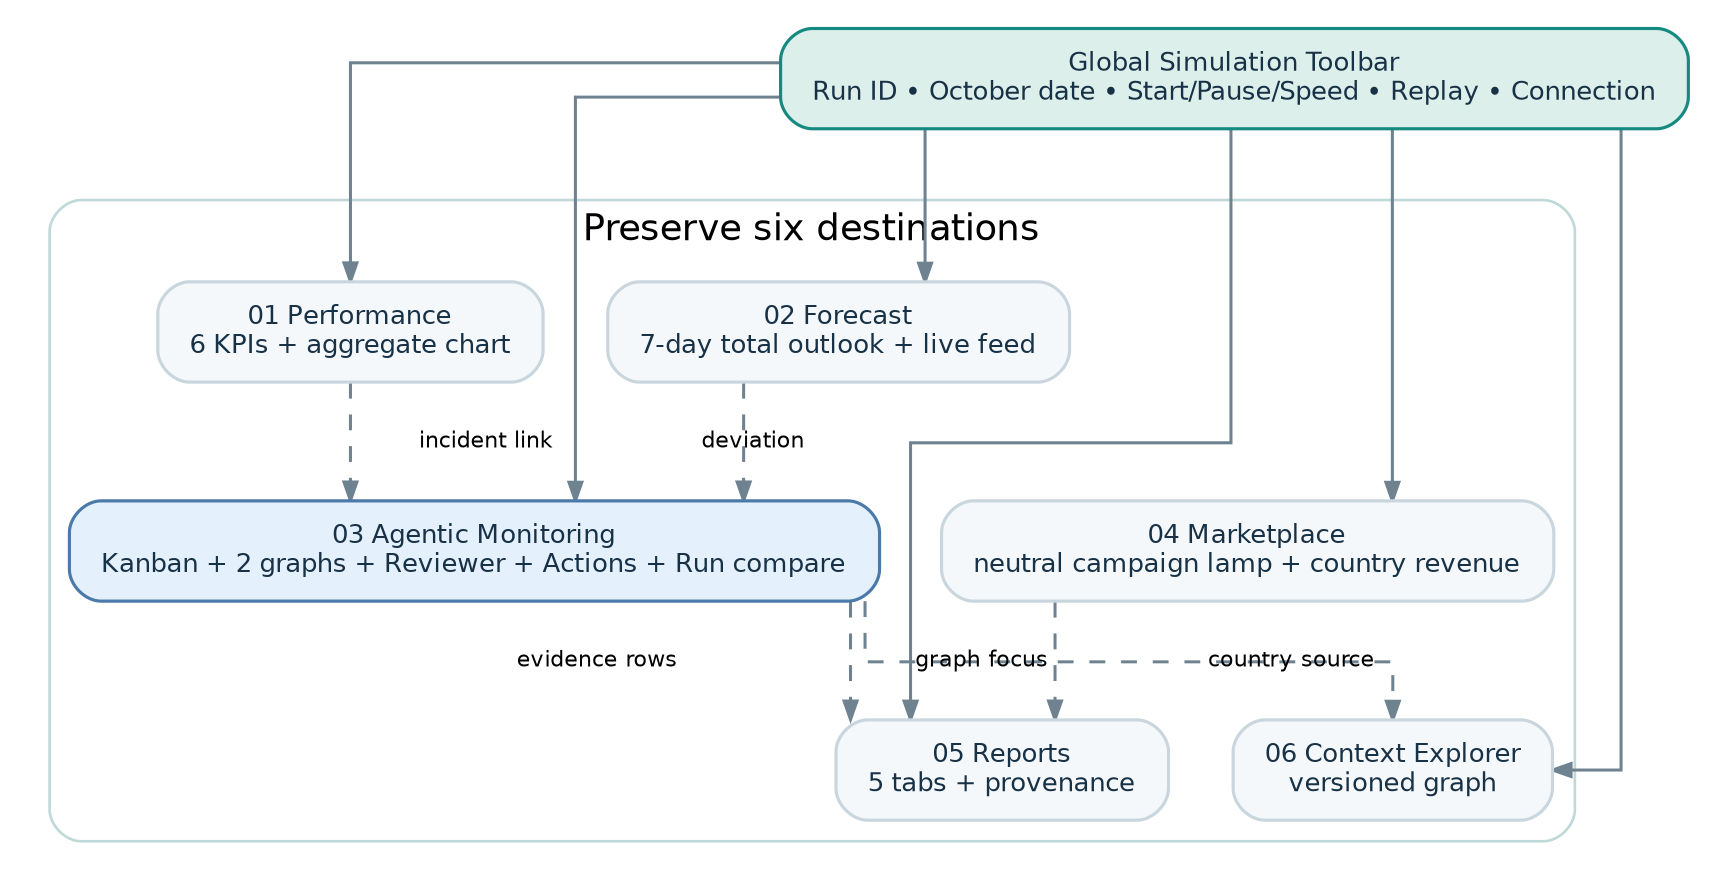 Global Simulation Toolbar
Run ID • October date • Start/Pause/Speed • Replay • Connection
Preserve six destinations
01 Performance
6 KPIs + aggregate chart
02 Forecast
7-day total outlook + live feed
incident link
deviation
03 Agentic Monitoring
Kanban + 2 graphs + Reviewer + Actions + Run compare
04 Marketplace
neutral campaign lamp + country revenue
evidence rows
graph focus
country source
05 Reports
5 tabs + provenance
06 Context Explorer
versioned graph